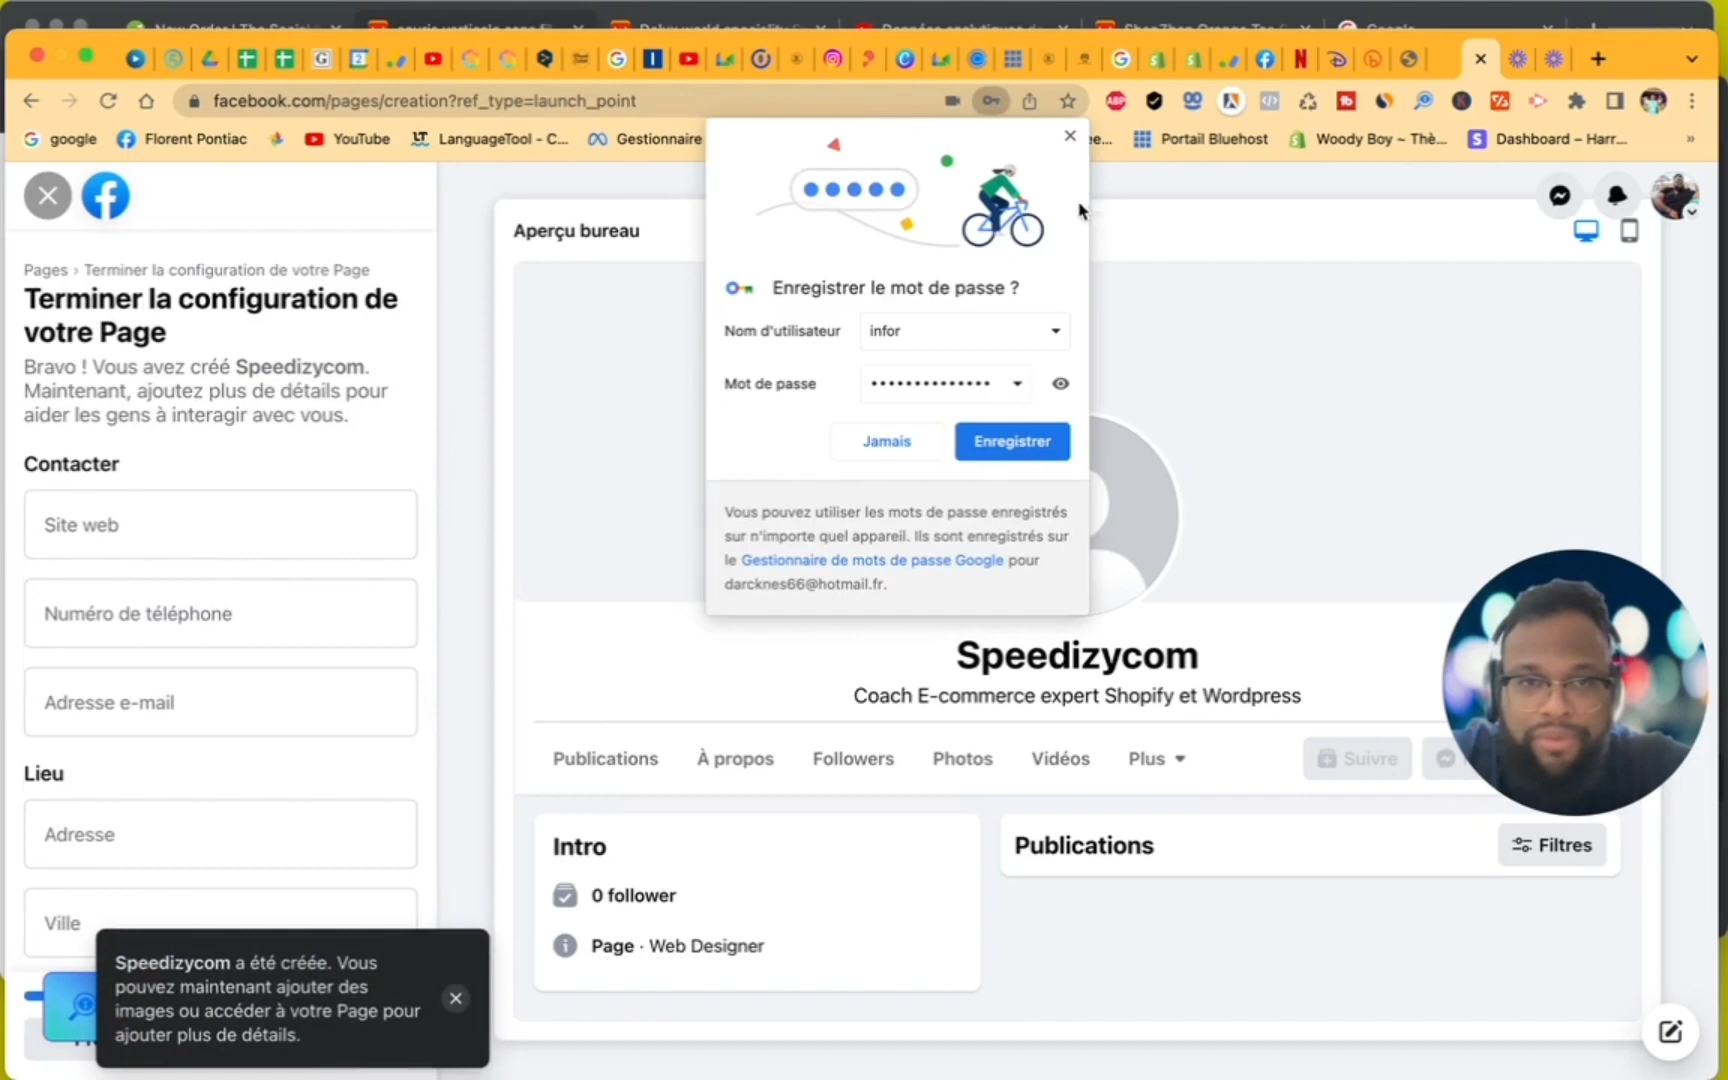 facebook.com/pages/creation?ref_type=launch_point
google
Florent Pontiac
YouTube
LanguageTool - C...
Gestionnaire
Portail Bluehost
Woody Boy ~ Thè...
Dashboard – Harr...
»
Aperçu bureau
Pages › Terminer la configuration de votre Page
Terminer la configuration de
votre Page
Bravo ! Vous avez créé Speedizycom.
Maintenant, ajoutez plus de détails pour
aider les gens à interagir avec vous.
Contacter
Site web
Numéro de téléphone
Adresse e-mail
Lieu
Adresse
Ville
Speedizycom a été créée. Vous
pouvez maintenant ajouter des
images ou accéder à votre Page pour
ajouter plus de détails.
Enregistrer le mot de passe ?
Nom d'utilisateur
infor
Mot de passe
••••••••••••••
Jamais
Enregistrer
Vous pouvez utiliser les mots de passe enregistrés
sur n'importe quel appareil. Ils sont enregistrés sur
le Gestionnaire de mots de passe Google pour
darcknes66@hotmail.fr.
Speedizycom
Coach E-commerce expert Shopify et Wordpress
Publications
À propos
Followers
Photos
Vidéos
Plus
Suivre
Intro
0 follower
Page · Web Designer
Publications
Filtres